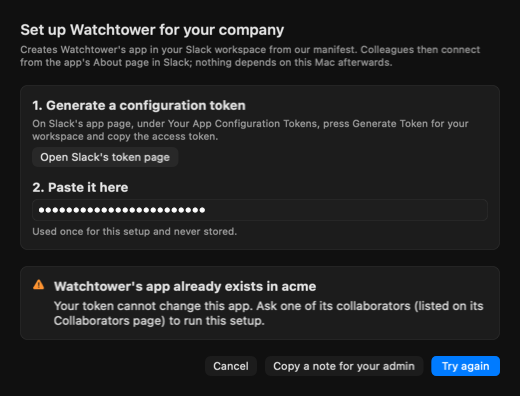 Set up Watchtower for your company
Creates Watchtower's app in your Slack workspace from our manifest. Colleagues then connect
from the app's About page in Slack; nothing depends on this Mac afterwards.
1. Generate a configuration token
On Slack's app page, under Your App Configuration Tokens, press Generate Token for your
workspace and copy the access token.
Open Slack's token page
2. Paste it here
••••••••••••••••••••••••
Used once for this setup and never stored.
Watchtower's app already exists in acme
Your token cannot change this app. Ask one of its collaborators (listed on its
Collaborators page) to run this setup.
Cancel
Copy a note for your admin
Try again